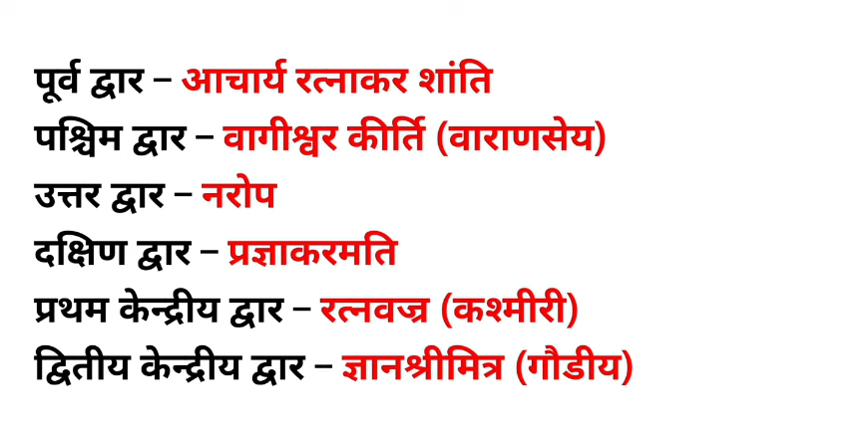 पूर्व द्वार – आचार्य रत्नाकर शांति
पश्चिम द्वार – वागीश्वर कीर्ति (वाराणसेय)
उत्तर द्वार – नरोप
दक्षिण द्वार – प्रज्ञाकरमति
प्रथम केन्द्रीय द्वार – रत्नवज्र (कश्मीरी)
द्वितीय केन्द्रीय द्वार – ज्ञानश्रीमित्र (गौडीय)